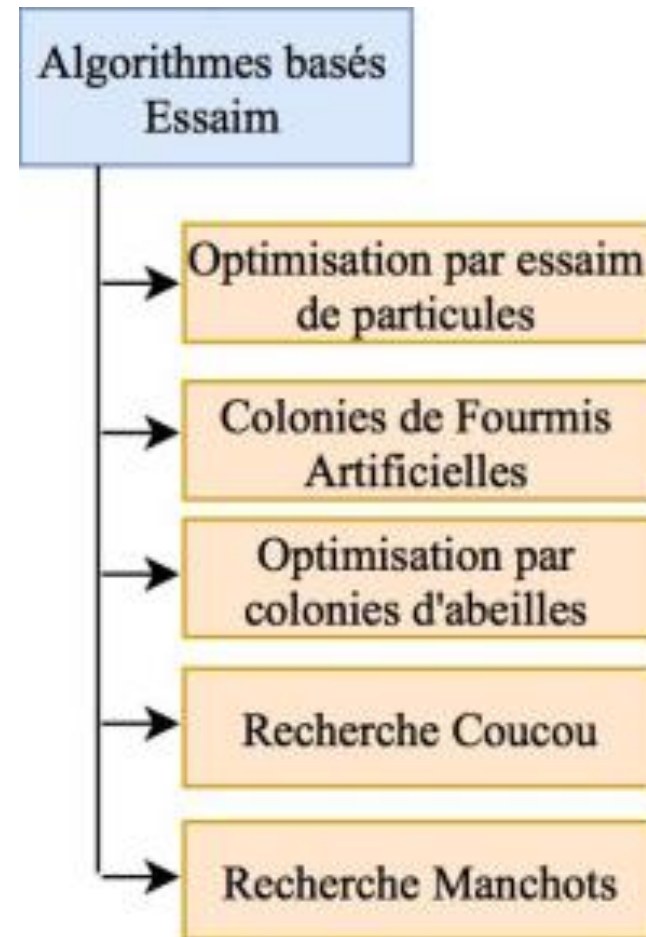 Algorithmes basés
Essaim
Optimisation par essaim
de particules
Colonies de Fourmis
Artificielles
Optimisation par
colonies d'abeilles
Recherche Coucou
Recherche Manchots